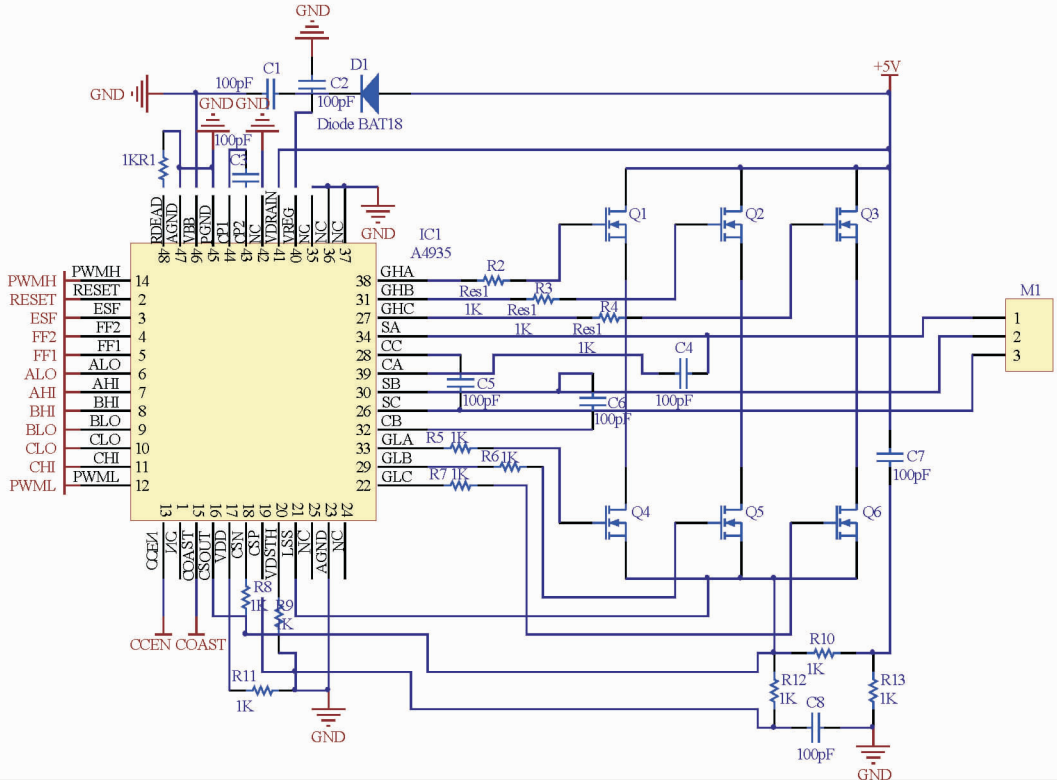 GND
C1
D1
+5V
100pF
C2
GND
100pF
GND
GND
Diode BAT18
100pF
1KR1
C3
RDEAD
AGND
VBB
PGND
CP1
CP2
NC
VDRAIN
VREG
NC
NC
NC
GND
Q1
Q2
Q3
48
47
46
45
44
43
42
41
40
35
36
37
IC1
A4935
PWMH
PWMH
14
38
GHA
R2
RESET
RESET
2
31
GHB
Res1
R3
M1
ESF
ESF
3
27
GHC
1K
Res1
R4
1
FF2
FF2
4
34
SA
1K
Res1
2
FF1
FF1
5
28
CC
1K
C4
3
ALO
ALO
6
39
CA
AHI
AHI
7
30
SB
C5
100pF
C6
100pF
100pF
BHI
BHI
8
26
SC
BLO
BLO
9
32
CB
CLO
CLO
10
33
GLA
R5
1K
CHI
CHI
11
29
GLB
R6
1K
C7
100pF
PWML
PWML
12
22
GLC
R7
1K
13
1
15
16
17
18
19
20
21
25
23
24
Q4
Q5
Q6
CCEN
NC
COAST
CSOUT
VDD
CSN
CSP
VDSTH
LSS
NC
AGND
NC
R8
1K
R9
K
CCEN
COAST
R10
1K
R11
1K
R12
1K
R13
1K
C8
100pF
GND
GND